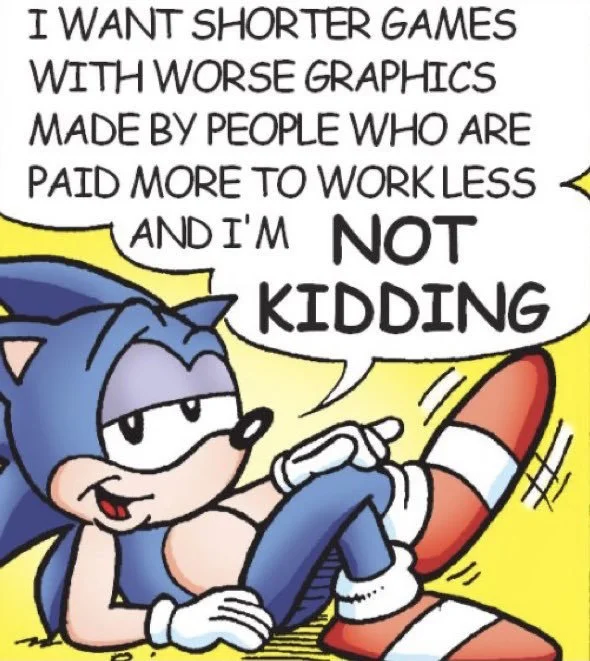 I WANT SHORTER GAMES
WITH WORSE GRAPHICS
MADE BY PEOPLE WHO ARE
PAID MORE TO WORK LESS
AND I'M NOT
KIDDING